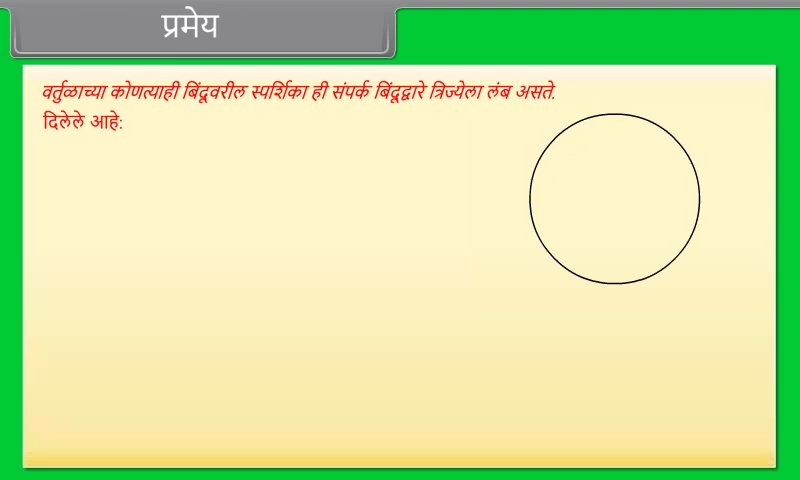 प्रमेय
वर्तुळाच्या कोणत्याही बिंदूवरील स्पर्शिका ही संपर्क बिंदूद्वारे त्रिज्येला लंब असते.
दिलेले आहे: